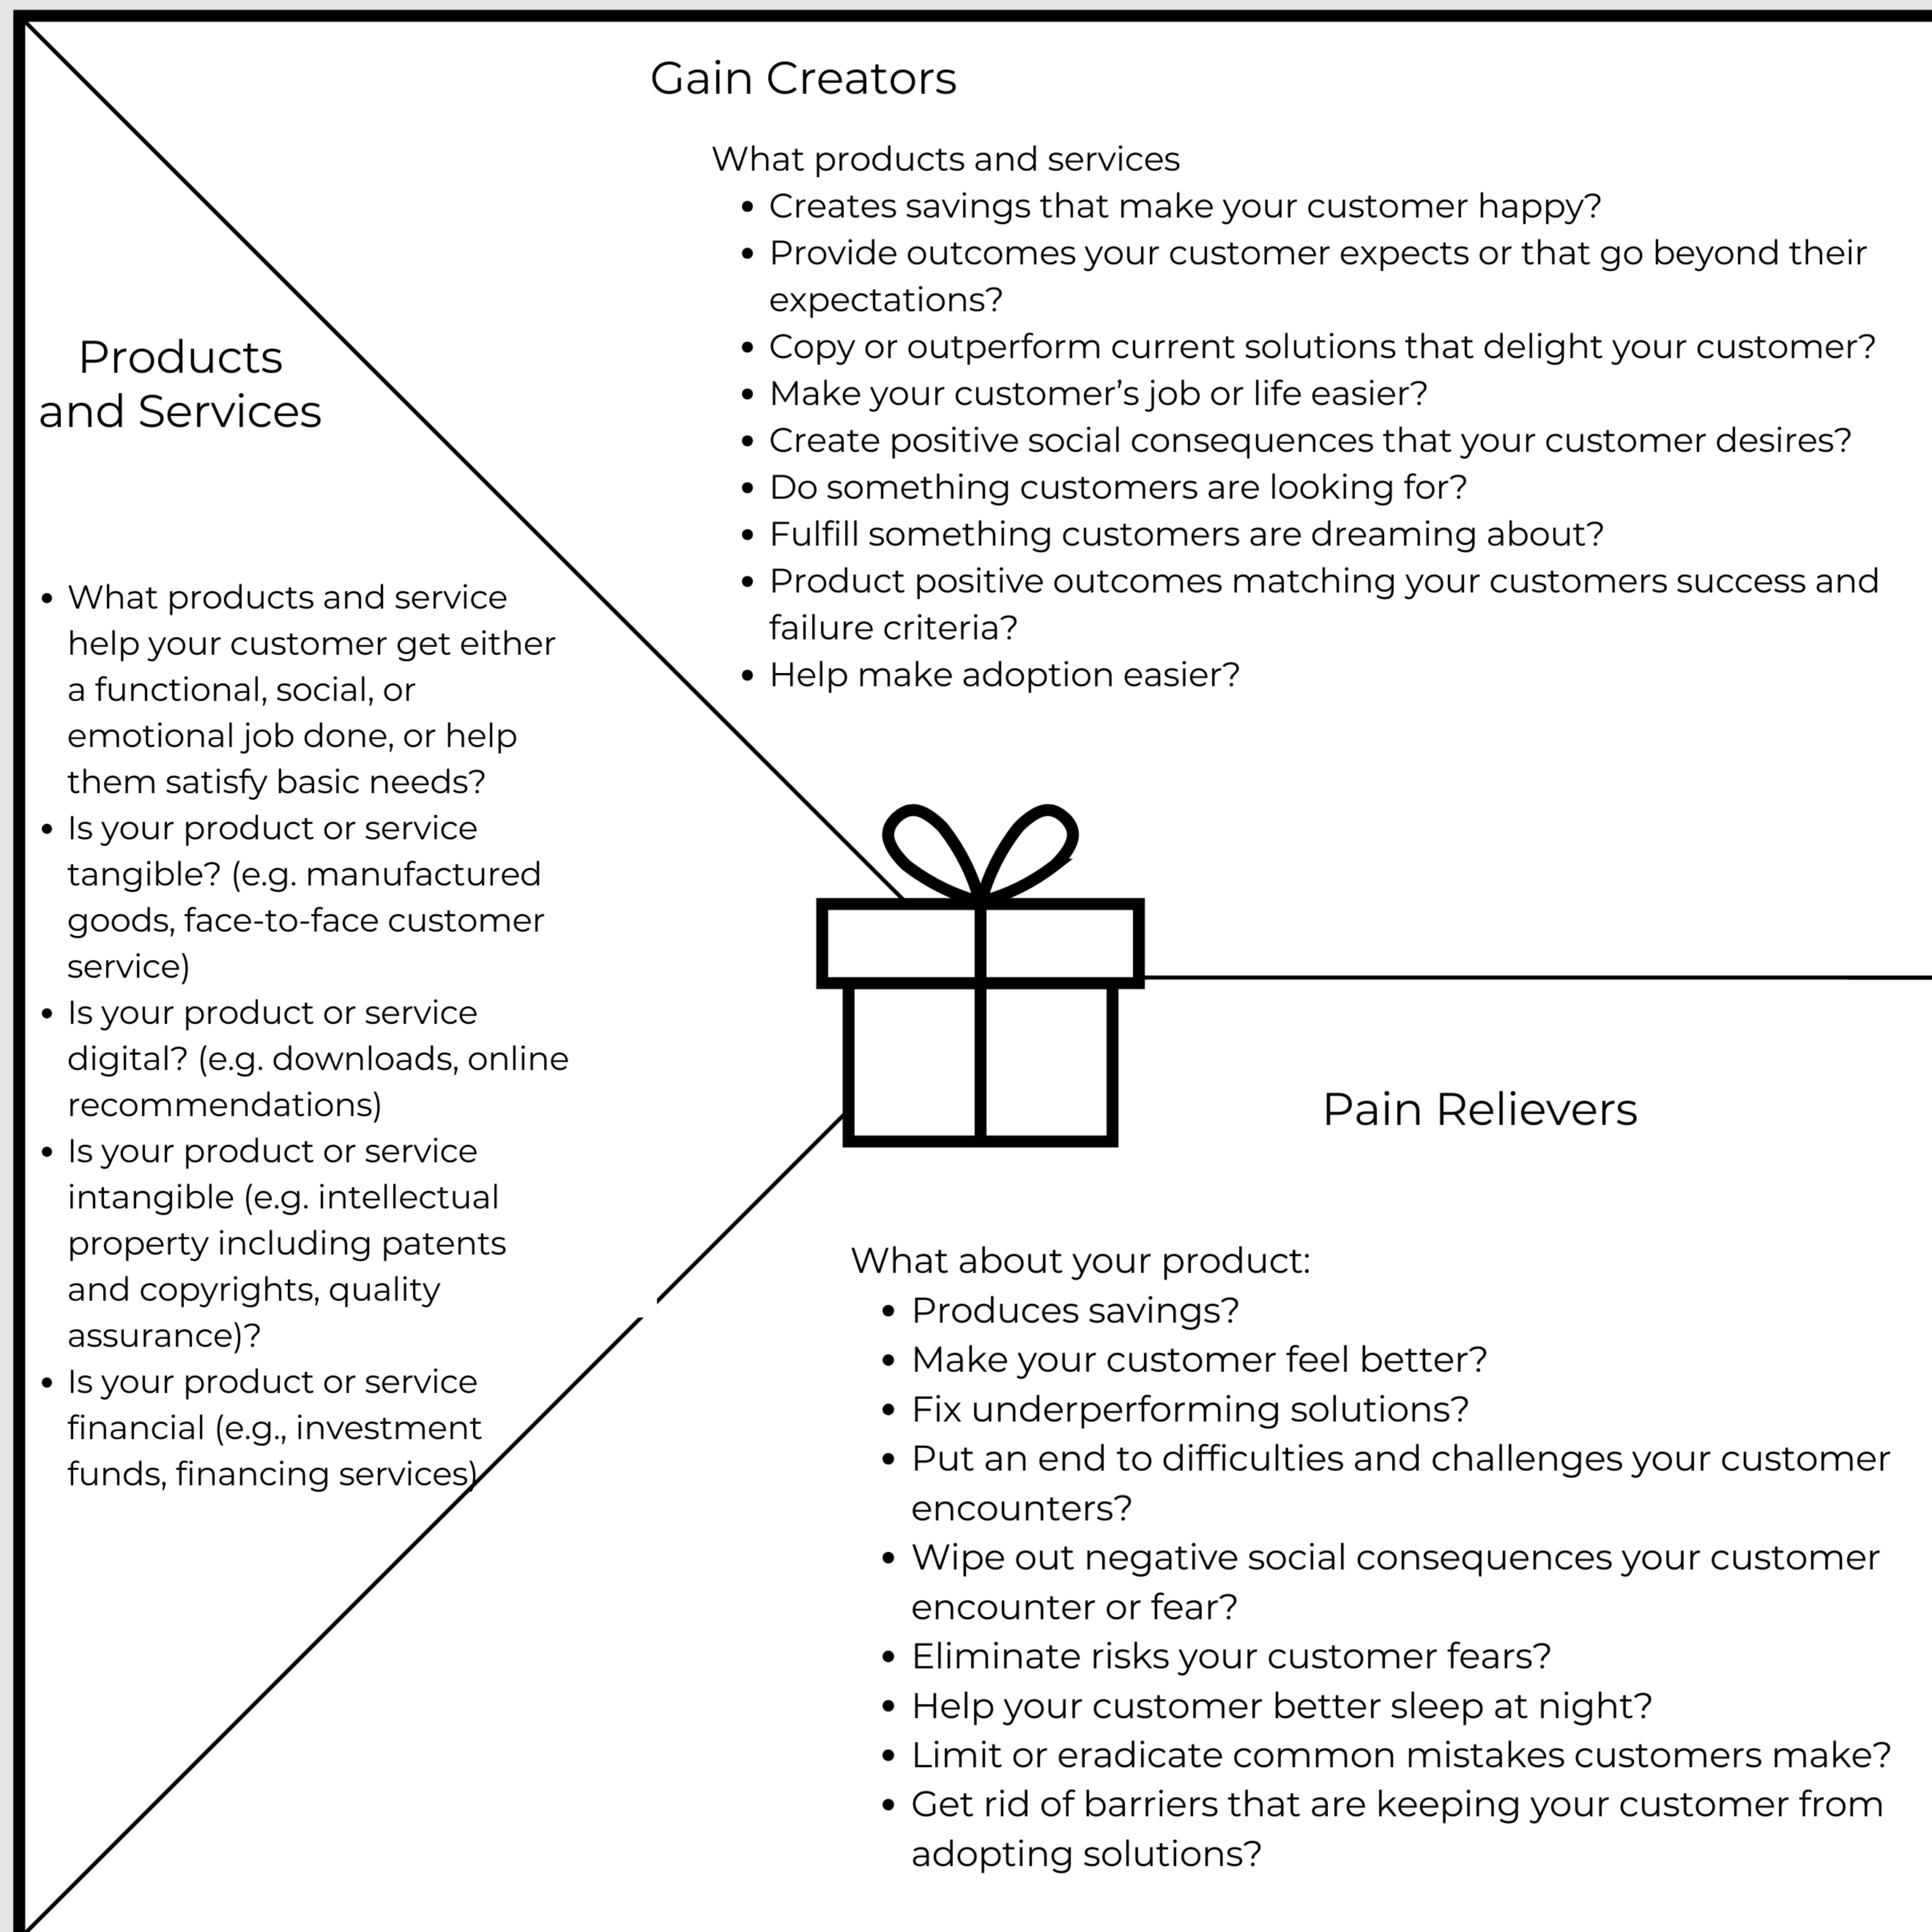 Gain Creators
What products and services
• Creates savings that make your customer happy?
• Provide outcomes your customer expects or that go beyond their
expectations?
• Copy or outperform current solutions that delight your customer?
• Make your customer’s job or life easier?
• Create positive social consequences that your customer desires?
• Do something customers are looking for?
• Fulfill something customers are dreaming about?
• Product positive outcomes matching your customers success and
failure criteria?
• Help make adoption easier?
Products
and Services
• What products and service
help your customer get either
a functional, social, or
emotional job done, or help
them satisfy basic needs?
• Is your product or service
tangible? (e.g. manufactured
goods, face-to-face customer
service)
• Is your product or service
digital? (e.g. downloads, online
recommendations)
• Is your product or service
intangible (e.g. intellectual
property including patents
and copyrights, quality
assurance)?
• Is your product or service
financial (e.g., investment
funds, financing services)
Pain Relievers
What about your product:
• Produces savings?
• Make your customer feel better?
• Fix underperforming solutions?
• Put an end to difficulties and challenges your customer
encounters?
• Wipe out negative social consequences your customer
encounter or fear?
• Eliminate risks your customer fears?
• Help your customer better sleep at night?
• Limit or eradicate common mistakes customers make?
• Get rid of barriers that are keeping your customer from
adopting solutions?